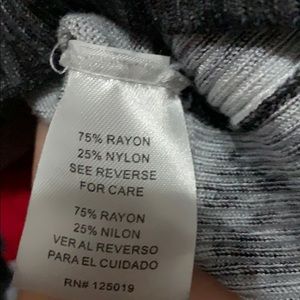 75% RAYON
25% NYLON
SEE REVERSE
FOR CARE
75% RAYON
25% NILON
VER AL REVERSO
PARA EL CUIDADO
RN# 125019